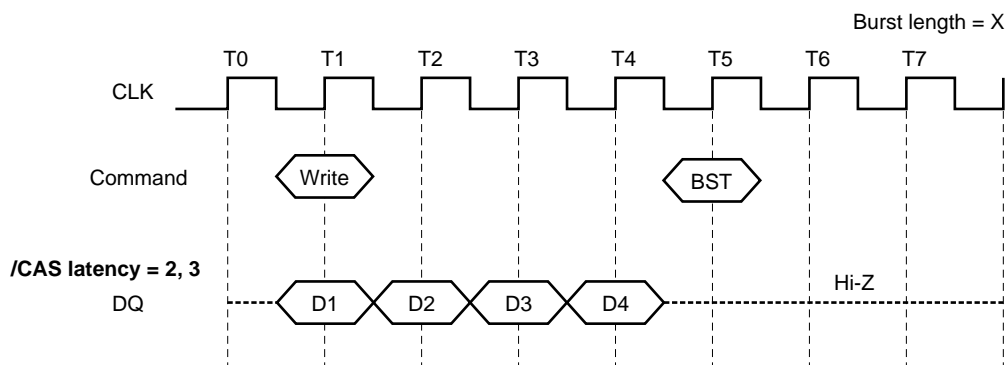 Burst length = X
T0 T1 T2 T3 T4 T5 T6 T7
CLK
Command Write BST
/CAS latency = 2, 3
Hi-Z
DQ D1 D2 D3 D4